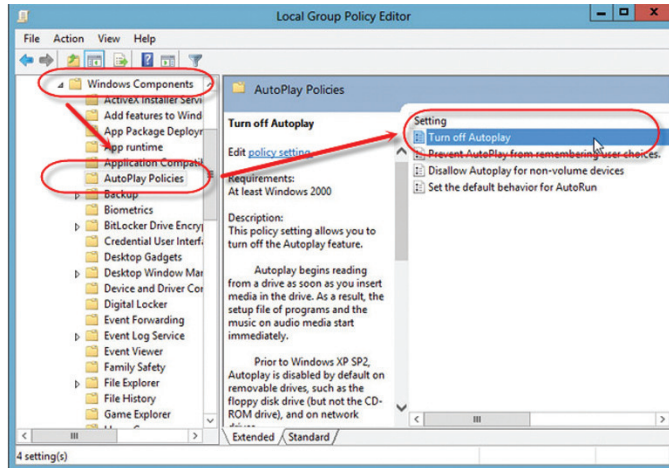 Local Group Policy Editor
File Action View Help
Windows Components
ActiveX Installer Servi
Add features to Wind
App Package Deployr
App runtime
Application Compatil
AutoPlay Policies
Backup
Biometrics
BitLocker Drive Encry
Credential User Interf
Desktop Gadgets
Desktop Window Mar
Device and Driver Cor
Digital Locker
Event Forwarding
Event Log Service
Event Viewer
Family Safety
File Explorer
File History
Game Explorer
AutoPlay Policies
Turn off Autoplay
Edit policy setting
Requirements:
At least Windows 2000
Description:
This policy setting allows you to
turn off the Autoplay feature.
Autoplay begins reading
from a drive as soon as you insert
media in the drive. As a result, the
setup file of programs and the
music on audio media start
immediately.
Prior to Windows XP SP2,
Autoplay is disabled by default on
removable drives, such as the
floppy disk drive (but not the CD-
ROM drive), and on network
Setting
Turn off Autoplay
Prevent AutoPlay from remembering user choices.
Disallow Autoplay for non-volume devices
Set the default behavior for AutoRun
Extended Standard
4 setting(s)